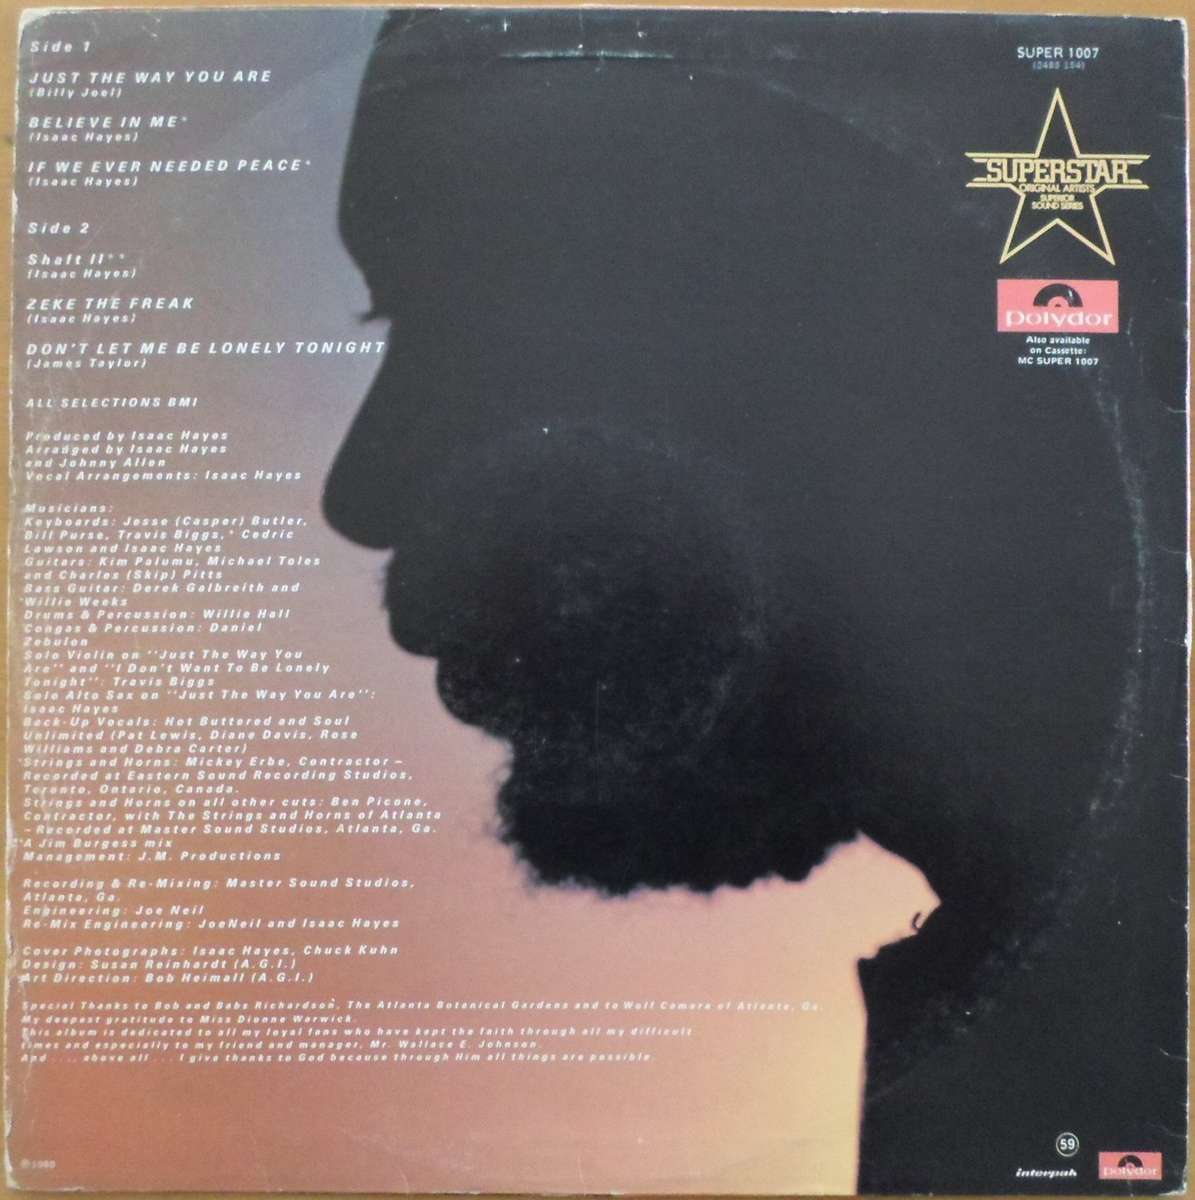 Side 1
JUST THE WAY YOU ARE
(Billy Joel)
BELIEVE IN ME*
(Isaac Hayes)
IF WE EVER NEEDED PEACE*
(Isaac Hayes)
Side 2
Shaft II**
(Isaac Hayes)
ZEKE THE FREAK
(Isaac Hayes)
DON'T LET ME BE LONELY TONIGHT
(James Taylor)
ALL SELECTIONS BMI
Produced by Isaac Hayes
Arranged by Isaac Hayes
and Johnny Allen
Vocal Arrangements: Isaac Hayes
Musicians:
Keyboards: Jesse (Casper) Butler,
Bill Purse, Travis Biggs,* Cedric
Lawson and Isaac Hayes
Guitars: Kim Palumu, Michael Toles
and Charles (Skip) Pitts
Bass Guitar: Derek Galbreith and
Willie Weeks
Drums & Percussion: Willie Hall
Congas & Percussion: Daniel
Zebulon
Solo Violin on "Just The Way You
Are" and "I Don't Want To Be Lonely
Tonight": Travis Biggs
Solo Alto Sax on "Just The Way You Are":
Isaac Hayes
Back-Up Vocals: Hot Buttered and Soul
Unlimited (Pat Lewis, Diane Davis, Rose
Williams and Debra Carter)
*Strings and Horns: Mickey Erbe, Contractor –
Recorded at Eastern Sound Recording Studios,
Toronto, Ontario, Canada.
Strings and Horns on all other cuts: Ben Picone,
Contractor, with The Strings and Horns of Atlanta
– Recorded at Master Sound Studios, Atlanta, Ga.
**A Jim Burgess mix
Management: J.M. Productions
Recording & Re-Mixing: Master Sound Studios,
Atlanta, Ga.
Engineering: Joe Neil
Re-Mix Engineering: JoeNeil and Isaac Hayes
Cover Photographs: Isaac Hayes, Chuck Kuhn
Design: Susan Reinhardt (A.G.I.)
Art Direction: Bob Heimall (A.G.I.)
Special Thanks to Bob and Babs Richardson, The Atlanta Botanical Gardens and to Wolf Camera of Atlanta, Ga.
My deepest gratitude to Miss Dionne Warwick.
This album is dedicated to all my loyal fans who have kept the faith through all my difficult
times and especially to my friend and manager, Mr. Wallace E. Johnson.
And .... above all ... I give thanks to God because through Him all things are possible
℗ 1980
SUPER 1007
(2480 104)
SUPERSTAR
ORIGINAL ARTISTS
SUPERIOR
SOUND SERIES
polydor
Also available
on Cassette:
MC SUPER 1007
59
interpak
polydor